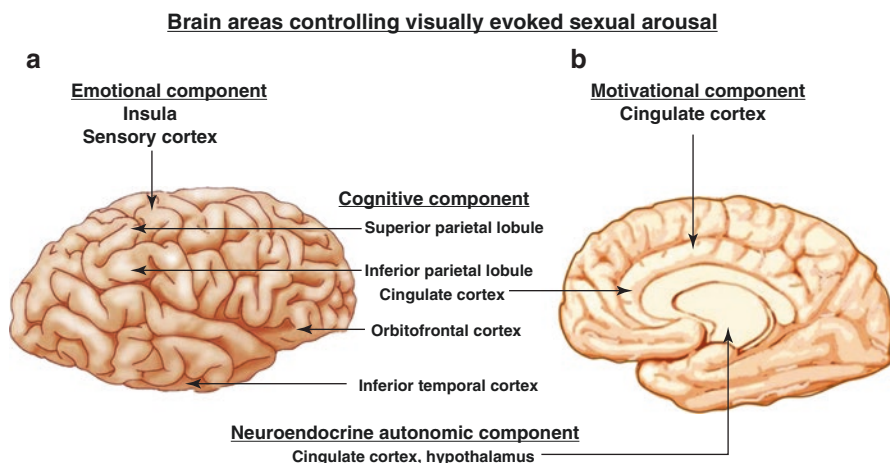 Brain areas controlling visually evoked sexual arousal
a
Emotional component
Insula
Sensory cortex
Cognitive component
Superior parietal lobule
Inferior parietal lobule
Cingulate cortex
Orbitofrontal cortex
Inferior temporal cortex
b
Motivational component
Cingulate cortex
Neuroendocrine autonomic component
Cingulate cortex, hypothalamus